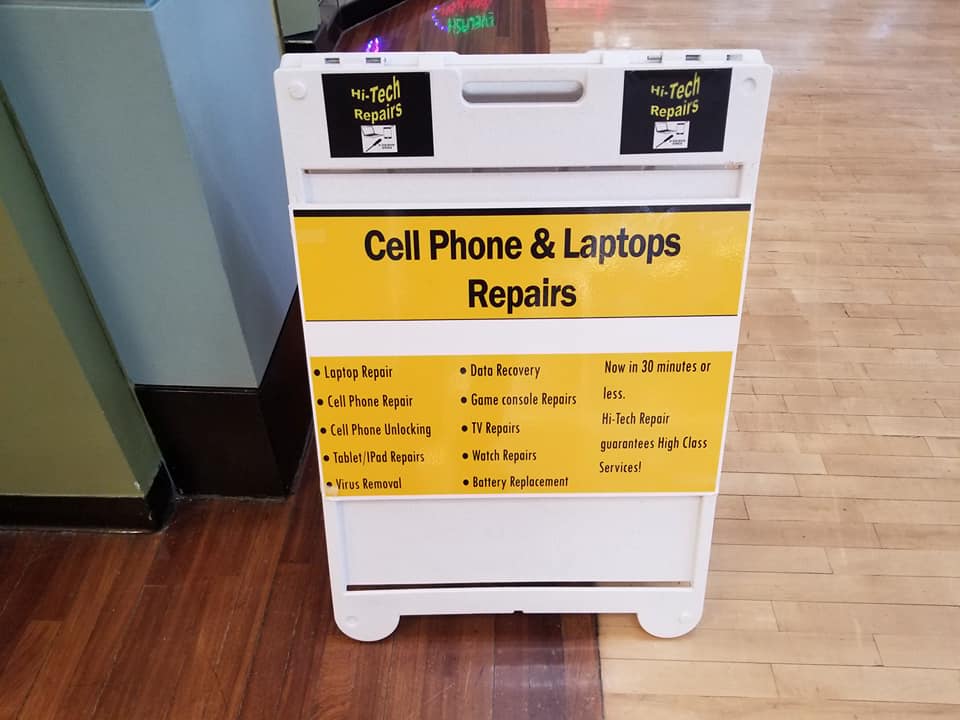 Hi-Tech
Repairs
Hi-Tech
Repairs
Cell Phone & Laptops
Repairs
• Laptop Repair
• Cell Phone Repair
• Cell Phone Unlocking
• Tablet/IPad Repairs
• Virus Removal
• Data Recovery
• Game console Repairs
• TV Repairs
• Watch Repairs
• Battery Replacement
Now in 30 minutes or
less.
Hi-Tech Repair
guarantees High Class
Services!